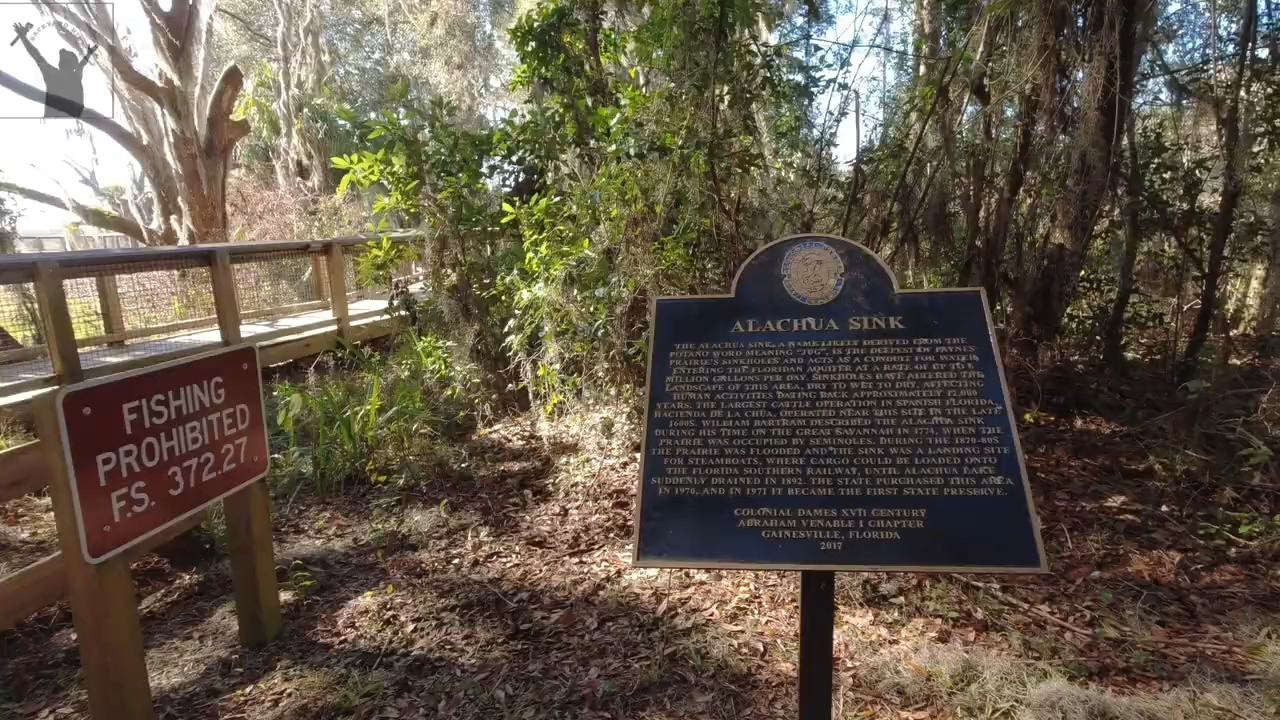 FISHING
PROHIBITED
F.S. 372.27
ALACHUA SINK
THE ALACHUA SINK, A NAME LIKELY DERIVED FROM THE
POTANO WORD MEANING "JUG", IS THE DEEPEST OF PAYNES
PRAIRIE'S SINKHOLES AND ACTS AS A CONDUIT FOR WATER
ENTERING THE FLORIDAN AQUIFER AT A RATE OF UP TO 6
MILLION GALLONS PER DAY. SINKHOLES HAVE ALTERED THE
LANDSCAPE OF THIS AREA, DRY TO WET TO DRY, AFFECTING
HUMAN ACTIVITIES DATING BACK APPROXIMATELY 12,000
YEARS. THE LARGEST CATTLE OPERATION IN SPANISH FLORIDA,
HACIENDA DE LA CHUA, OPERATED NEAR THIS SITE IN THE LATE
1600S. WILLIAM BARTRAM DESCRIBED THE ALACHUA SINK
DURING HIS TIME ON THE GREAT SAVANNAH IN 1774, WHEN THE
PRAIRIE WAS OCCUPIED BY SEMINOLES. DURING THE 1870-80S
THE PRAIRIE WAS FLOODED AND THE SINK WAS A LANDING SITE
FOR STEAMBOATS, WHERE CARGO COULD BE LOADED ONTO
THE FLORIDA SOUTHERN RAILWAY, UNTIL ALACHUA LAKE
SUDDENLY DRAINED IN 1892. THE STATE PURCHASED THIS AREA
IN 1970, AND IN 1971 IT BECAME THE FIRST STATE PRESERVE.
COLONIAL DAMES XVII CENTURY
ABRAHAM VENABLE I CHAPTER
GAINESVILLE, FLORIDA
2017